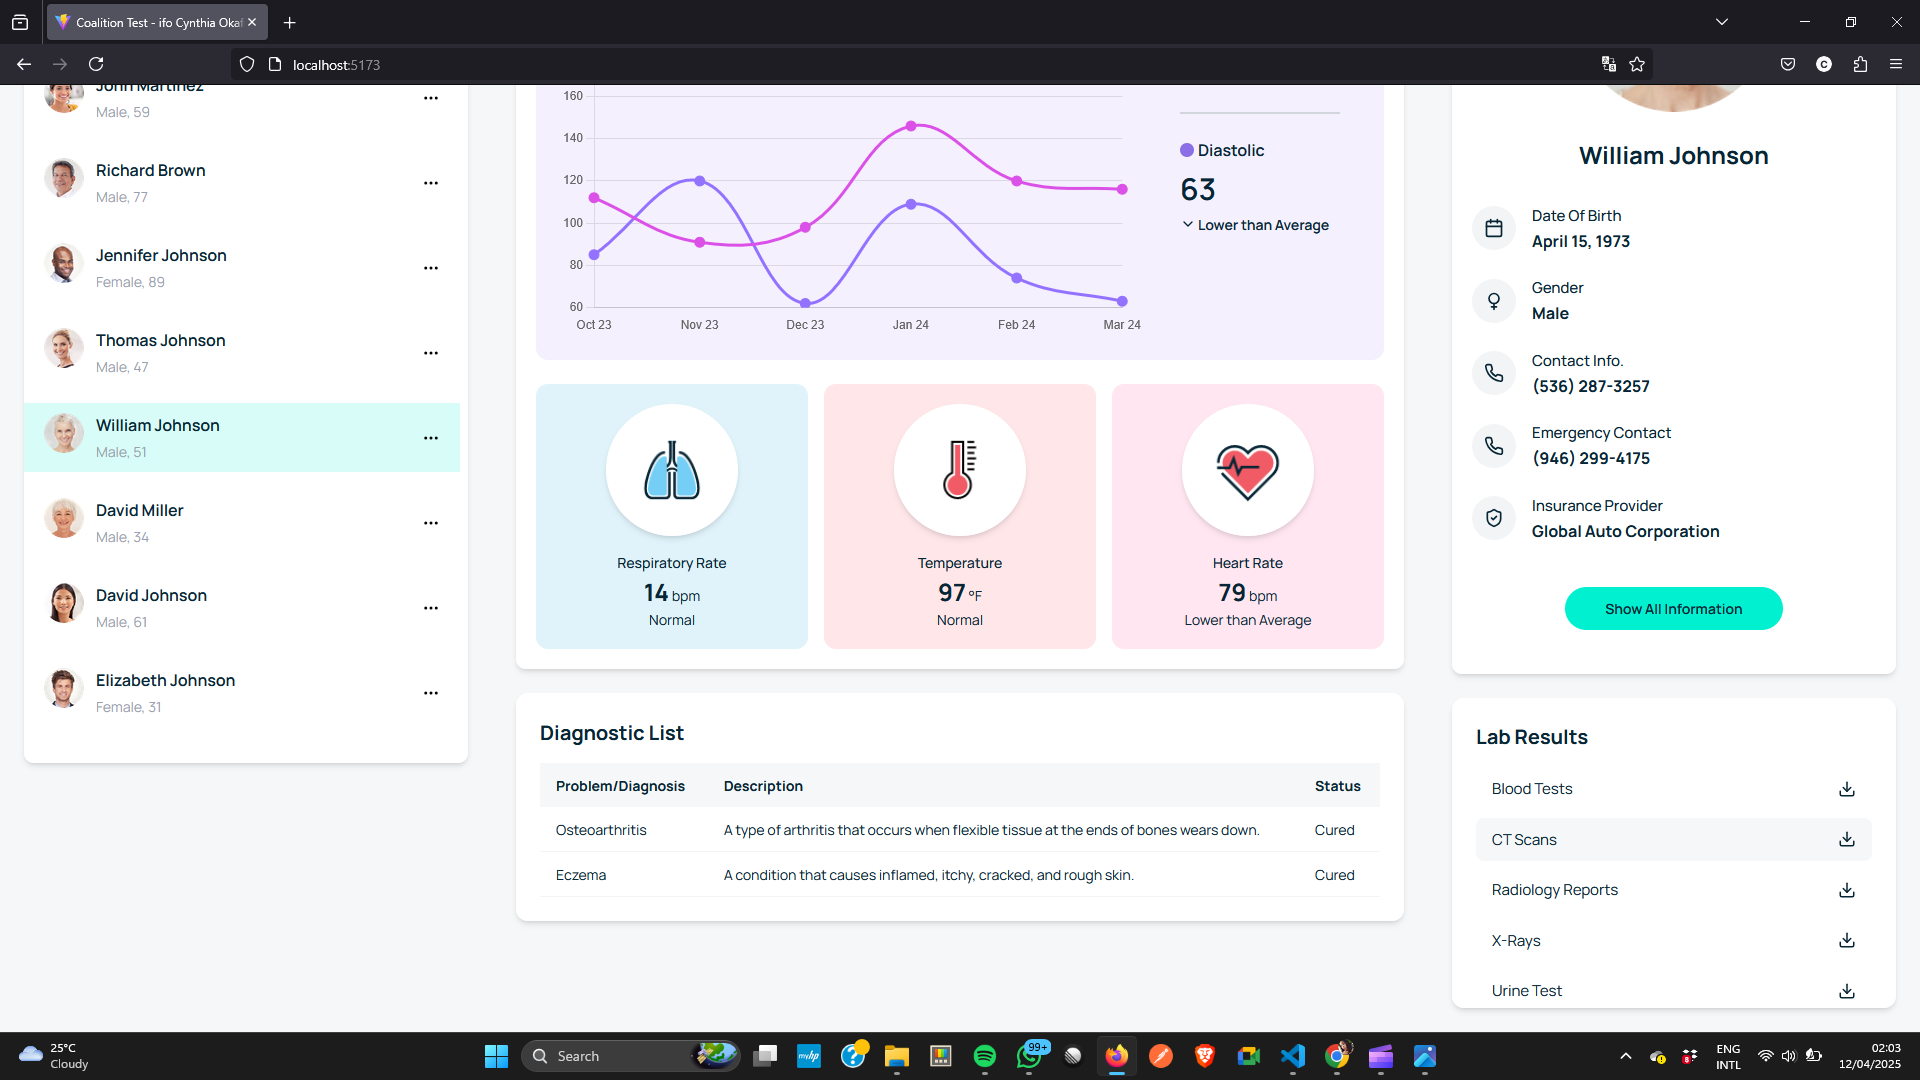 Coalition Test - ifo Cynthia Okaf
localhost:5173
John Martinez
Male, 59
Richard Brown
Male, 77
Jennifer Johnson
Female, 89
Thomas Johnson
Male, 47
William Johnson
Male, 51
David Miller
Male, 34
David Johnson
Male, 61
Elizabeth Johnson
Female, 31
160
140
120
100
80
60
Oct 23 Nov 23 Dec 23 Jan 24 Feb 24 Mar 24
Diastolic
63
Lower than Average
Respiratory Rate
14 bpm
Normal
Temperature
97 °F
Normal
Heart Rate
79 bpm
Lower than Average
Diagnostic List
Problem/Diagnosis Description Status
Osteoarthritis A type of arthritis that occurs when flexible tissue at the ends of bones wears down. Cured
Eczema A condition that causes inflamed, itchy, cracked, and rough skin. Cured
William Johnson
Date Of Birth
April 15, 1973
Gender
Male
Contact Info.
(536) 287-3257
Emergency Contact
(946) 299-4175
Insurance Provider
Global Auto Corporation
Show All Information
Lab Results
Blood Tests
CT Scans
Radiology Reports
X-Rays
Urine Test
25°C
Cloudy
Search
myhp
99+
ENG
INTL
02:03
12/04/2025